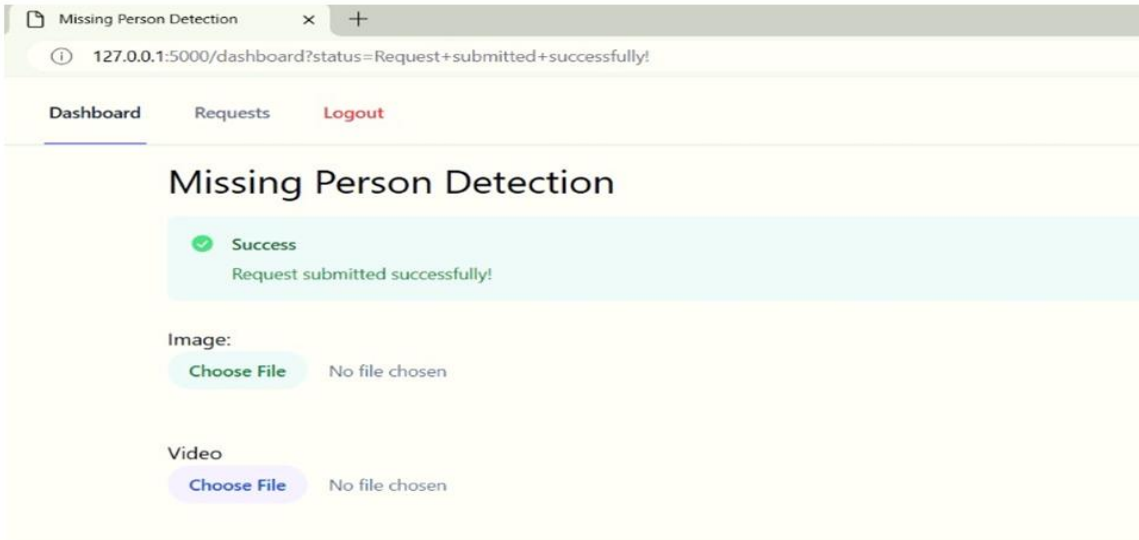 Missing Person Detection
127.0.0.1:5000/dashboard?status=Request+submitted+successfully!
Dashboard Requests Logout
Missing Person Detection
Success
Request submitted successfully!
Image:
Choose File No file chosen
Video
Choose File No file chosen